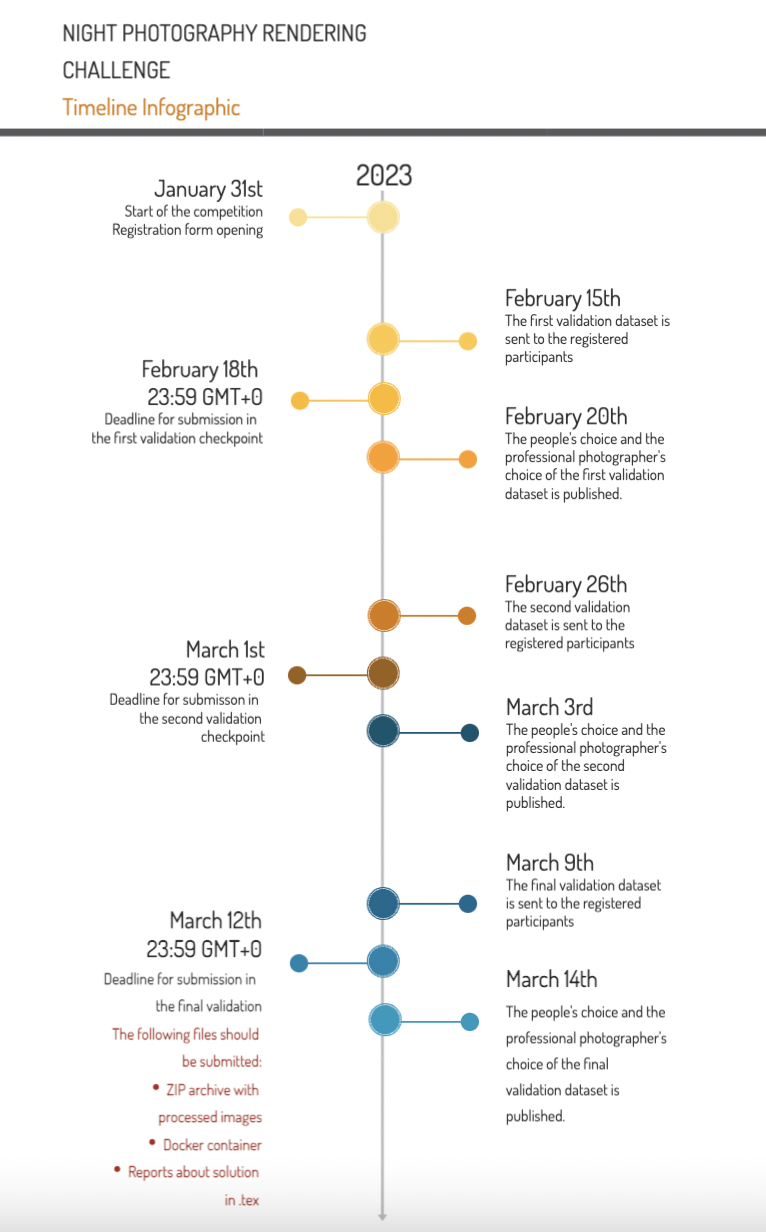 NIGHT PHOTOGRAPHY RENDERING
CHALLENGE
Timeline Infographic
2023
January 31st
Start of the competition
Registration form opening
February 15th
The first validation dataset is
sent to the registered
participants
February 18th
23:59 GMT+0
Deadline for submission in
the first validation checkpoint
February 20th
The people's choice and the
professional photographer's
choice of the first validation
dataset is published.
February 26th
The second validation
dataset is sent to the
registered participants
March 1st
23:59 GMT+0
Deadline for submisson in
the second validation
checkpoint
March 3rd
The people's choice and the
professional photographer's
choice of the second
validation dataset is
published.
March 9th
The final validation dataset
is sent to the registered
participants
March 12th
23:59 GMT+0
Deadline for submission in
the final validation
The following files should
be submitted:
• ZIP archive with
processed images
• Docker container
• Reports about solution
in .tex
March 14th
The people's choice and the
professional photographer's
choice of the final
validation dataset is
published.